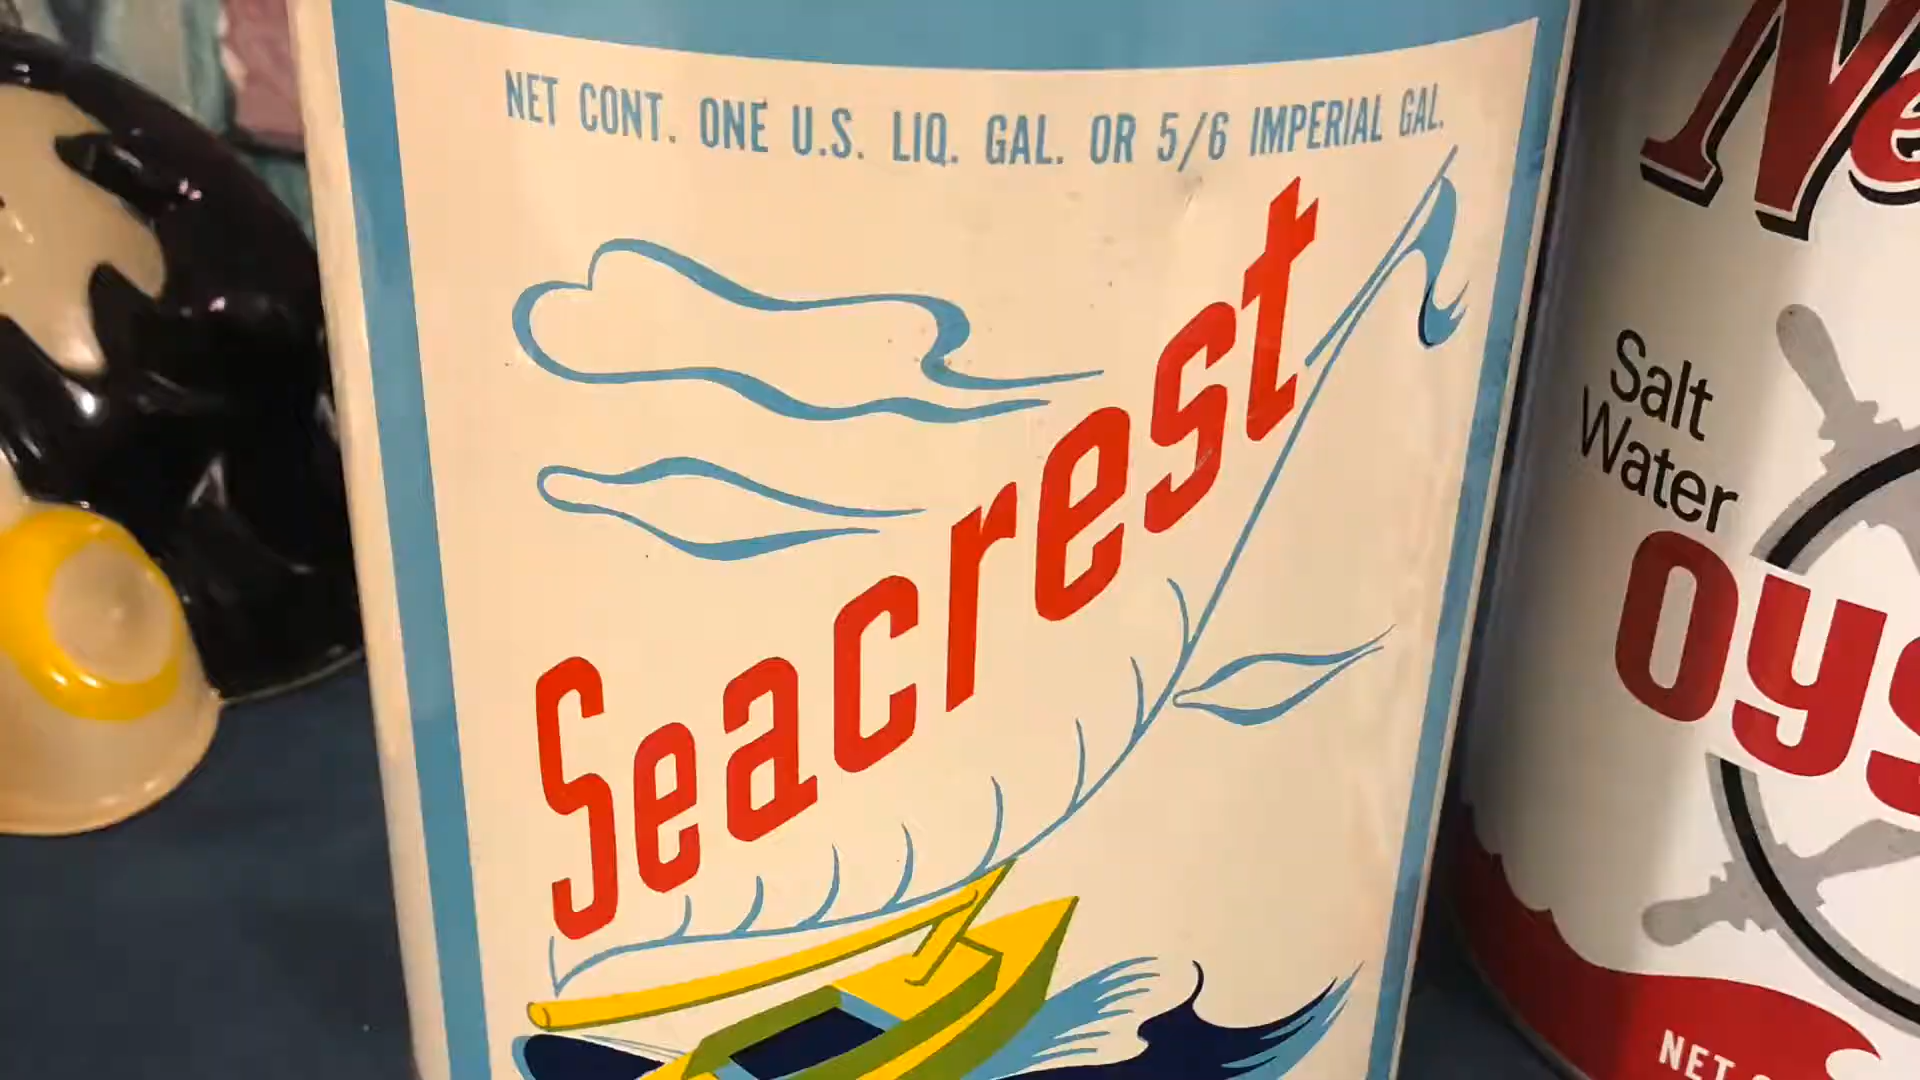 NET CONT. ONE U.S. LIQ. GAL. OR 5/6 IMPERIAL GAL.
Seacrest
Salt
Water
NET